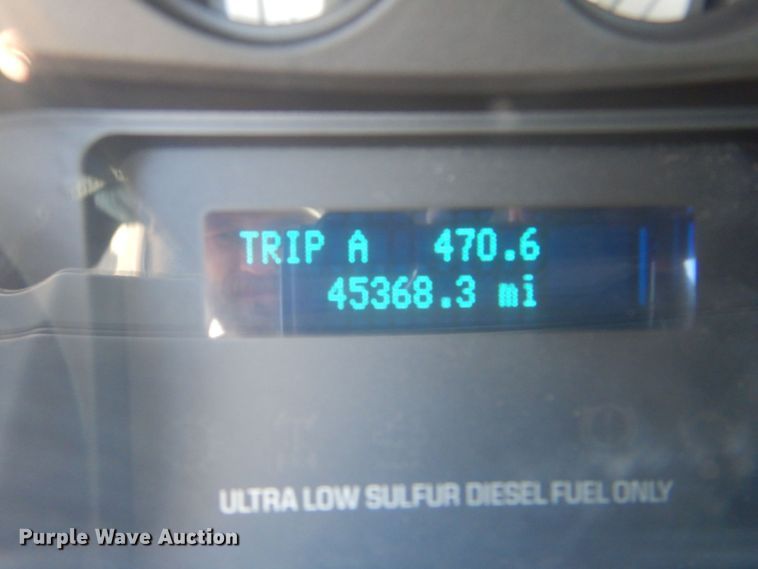 TRIP A 470.6
45368.3 mi
ULTRA LOW SULFUR DIESEL FUEL ONLY
Purple Wave Auction